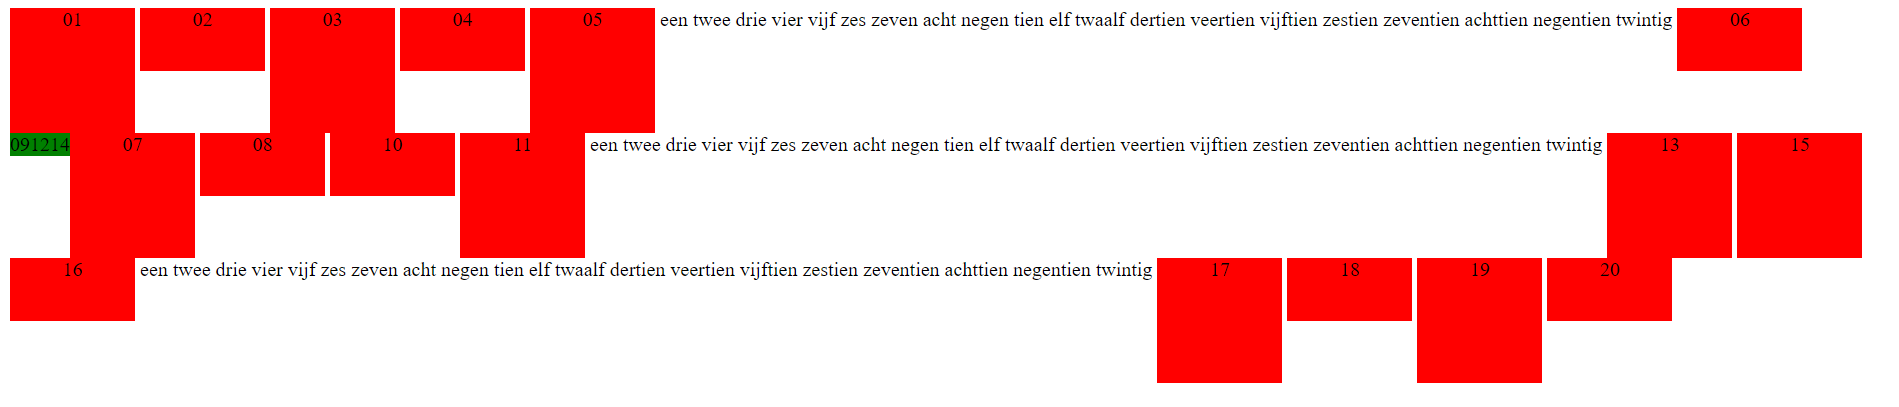 01 02 03 04 05 een twee drie vier vijf zes zeven acht negen tien elf twaalf dertien veertien vijftien zestien zeventien achttien negentien twintig 06
091214 07 08 10 11 een twee drie vier vijf zes zeven acht negen tien elf twaalf dertien veertien vijftien zestien zeventien achttien negentien twintig 13 15
16 een twee drie vier vijf zes zeven acht negen tien elf twaalf dertien veertien vijftien zestien zeventien achttien negentien twintig 17 18 19 20